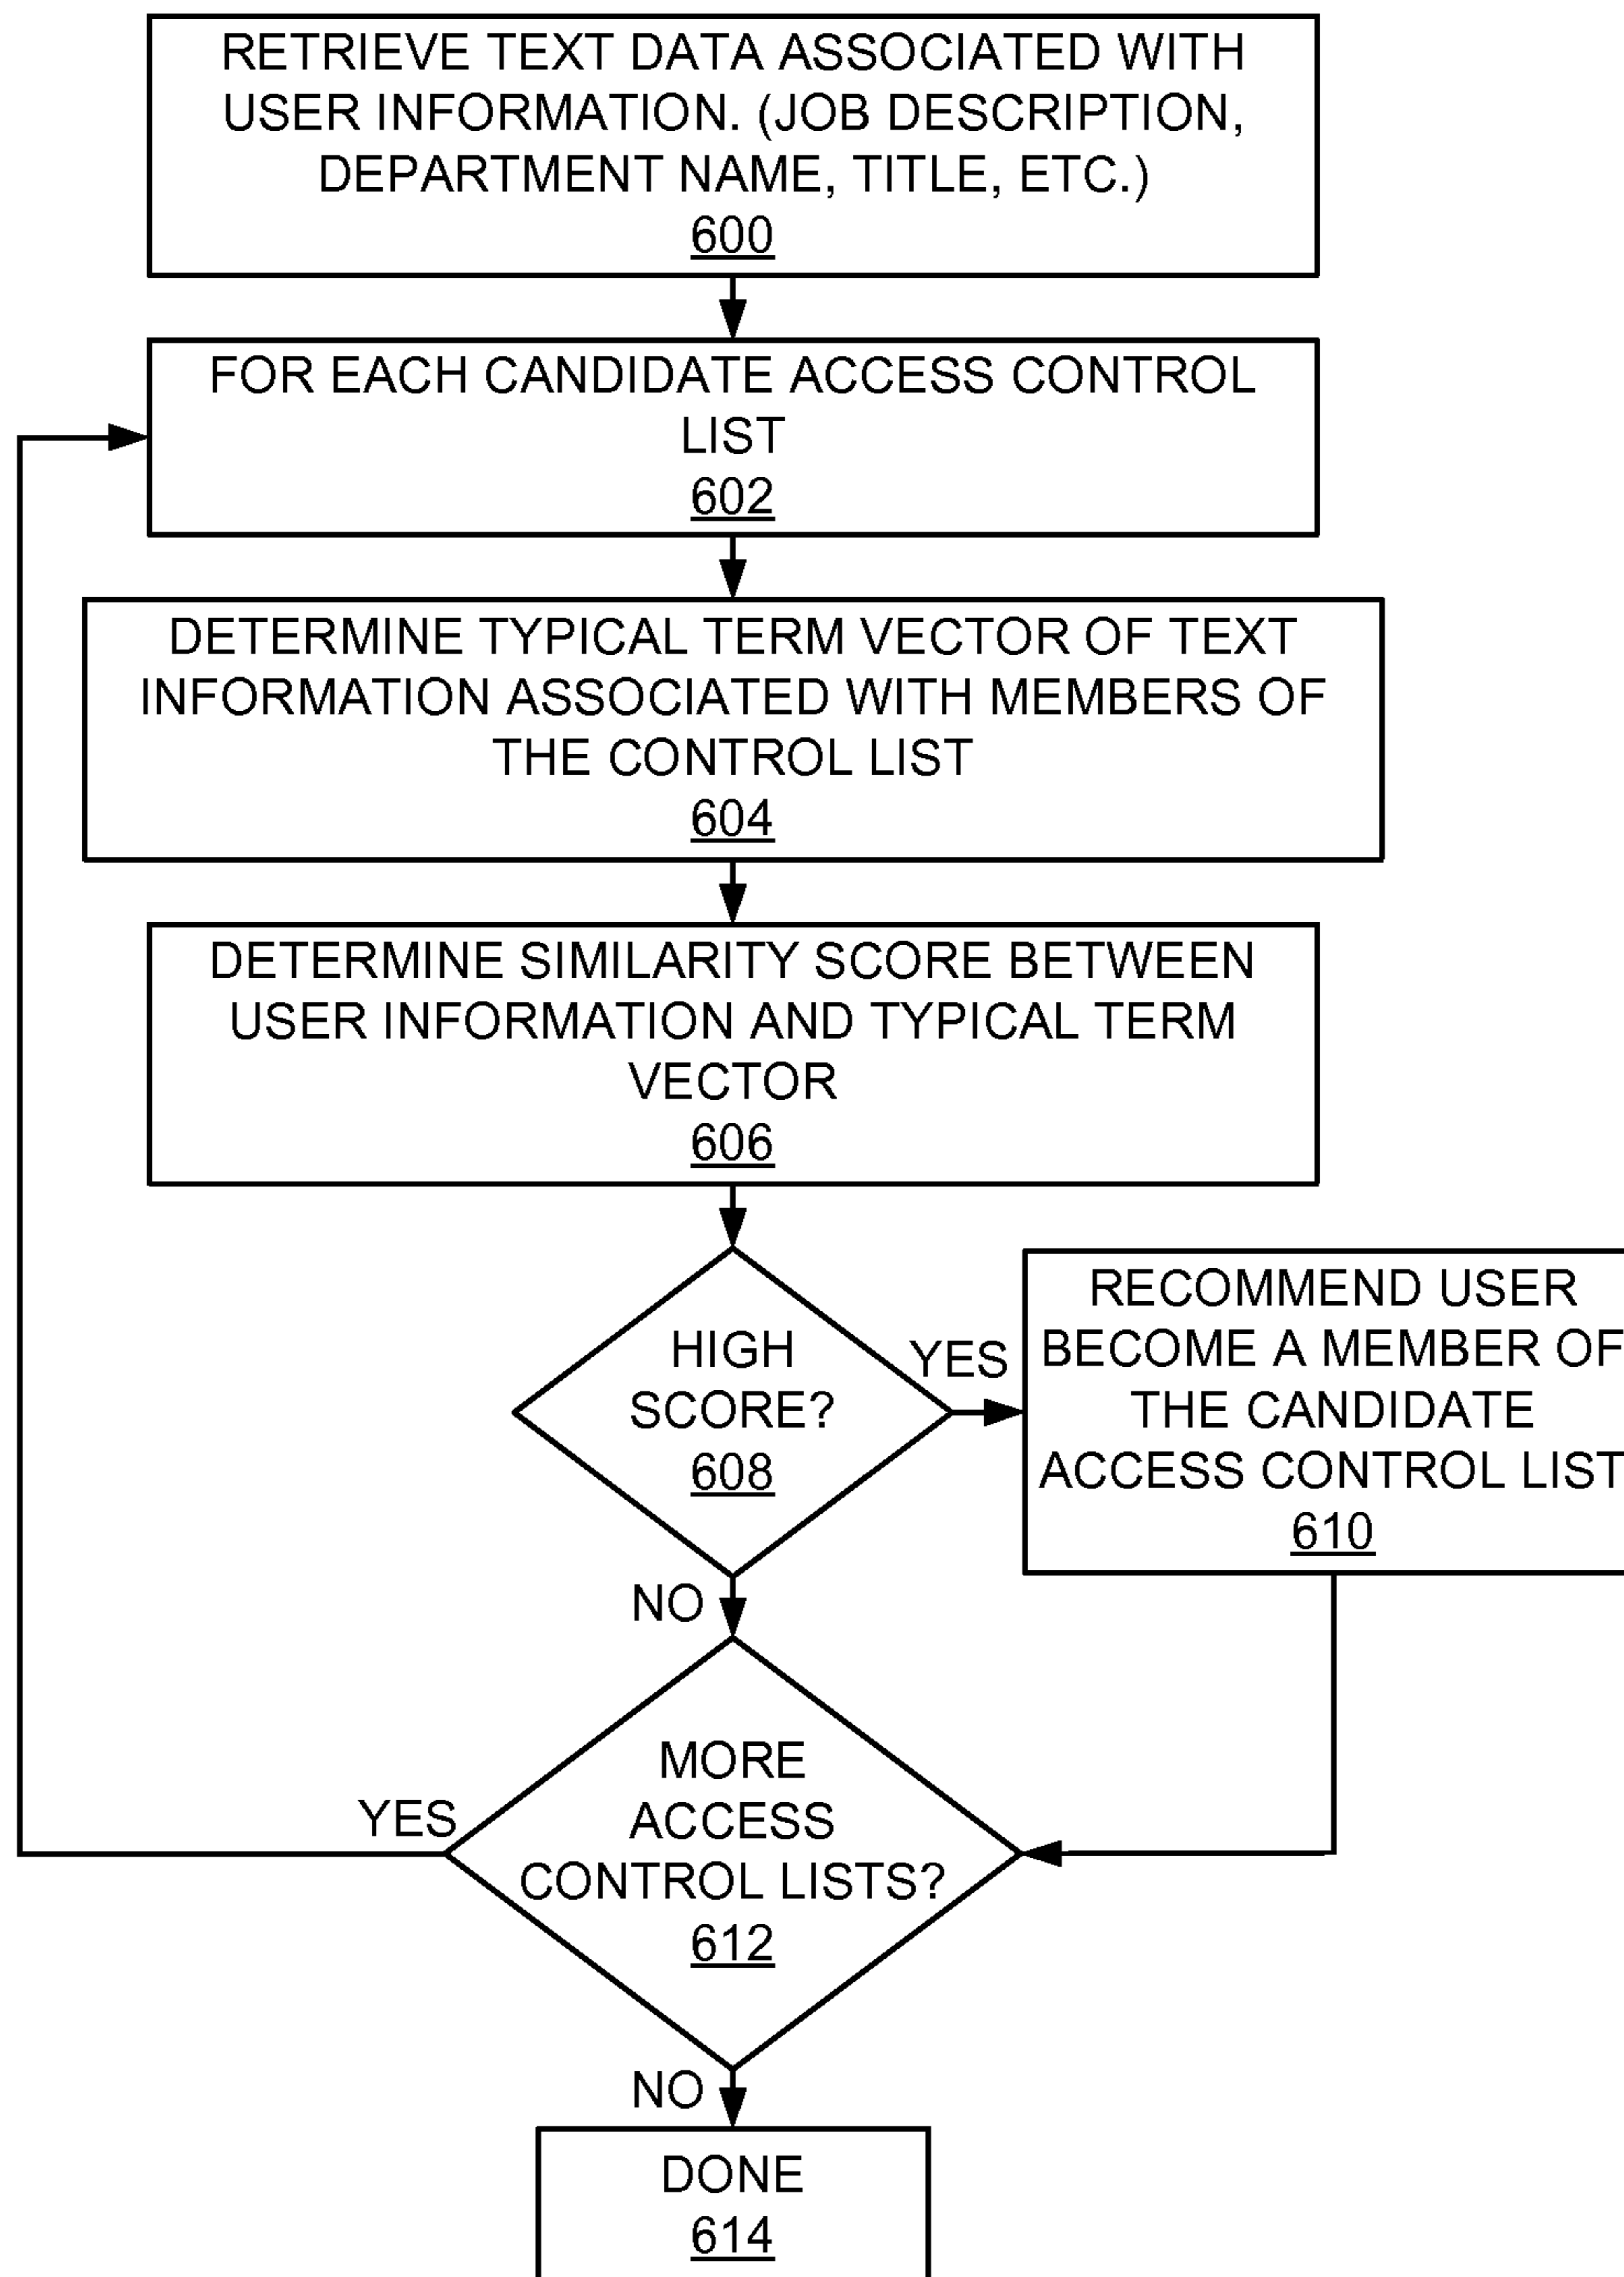 RETRIEVE TEXT DATA ASSOCIATED WITH
USER INFORMATION. (JOB DESCRIPTION,
DEPARTMENT NAME, TITLE, ETC.)
600
FOR EACH CANDIDATE ACCESS CONTROL
LIST
602
DETERMINE TYPICAL TERM VECTOR OF TEXT
INFORMATION ASSOCIATED WITH MEMBERS OF
THE CONTROL LIST
604
DETERMINE SIMILARITY SCORE BETWEEN
USER INFORMATION AND TYPICAL TERM
VECTOR
606
HIGH
SCORE?
608
YES
RECOMMEND USER
BECOME A MEMBER OF
THE CANDIDATE
ACCESS CONTROL LIST
610
NO
MORE
ACCESS
CONTROL LISTS?
612
YES
NO
DONE
614